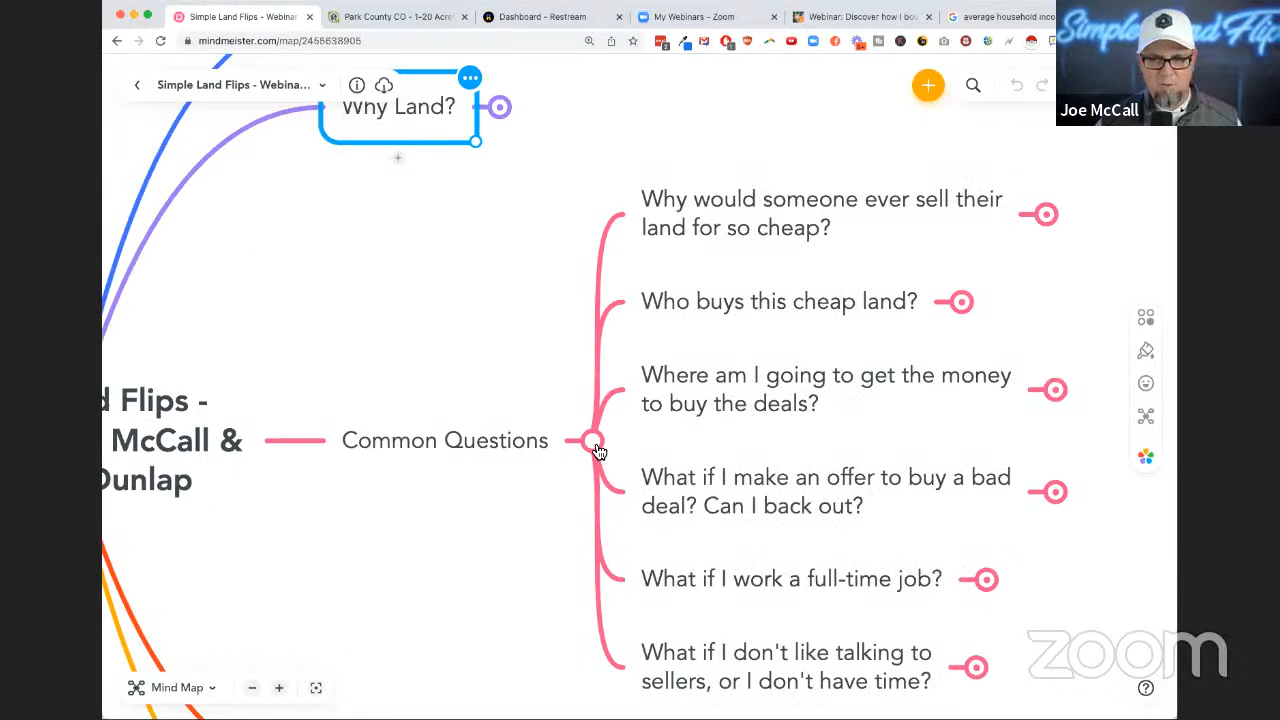 Simple Land Flips - Webinar
Park County CO - 1-20 Acre
Dashboard - Restream
My Webinars - Zoom
Webinar: Discover how I bou
average household inco
mindmeister.com/map/2455638905
Simple Land Flips - Webina...
Joe McCall
Why Land?
Why would someone ever sell their
land for so cheap?
Who buys this cheap land?
Where am I going to get the money
to buy the deals?
d Flips -
McCall &
Dunlap
Common Questions
What if I make an offer to buy a bad
deal? Can I back out?
What if I work a full-time job?
What if I don't like talking to
sellers, or I don't have time?
Mind Map
zoom